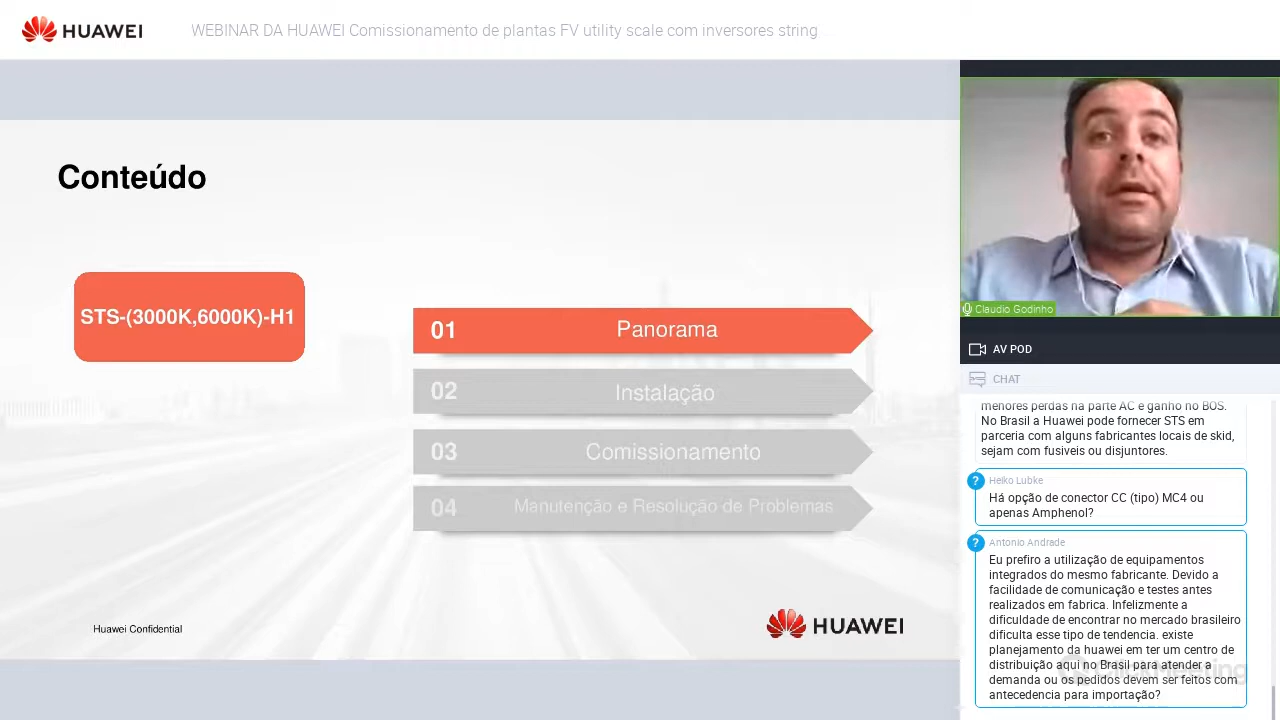 HUAWEI
WEBINAR DA HUAWEI Comissionamento de plantas FV utility scale com inversores string
Conteúdo
STS-(3000K,6000K)-H1
01 Panorama
02 Instalação
03 Comissionamento
04 Manutenção e Resolução de Problemas
Huawei Confidential
HUAWEI
Claudio Godinho
AV POD
CHAT
menores perdas na parte AC e ganho no BOS.
No Brasil a Huawei pode fornecer STS em
parceria com alguns fabricantes locais de skid,
sejam com fusiveis ou disjuntores.
?
Heiko Lubke
Há opção de conector CC (tipo) MC4 ou
apenas Amphenol?
?
Antonio Andrade
Eu prefiro a utilização de equipamentos
integrados do mesmo fabricante. Devido a
facilidade de comunicação e testes antes
realizados em fabrica. Infelizmente a
dificuldade de encontrar no mercado brasileiro
dificulta esse tipo de tendencia. existe
planejamento da huawei em ter um centro de
distribuição aqui no Brasil para atender a
demanda ou os pedidos devem ser feitos com
antecedencia para importação?
ClickMeeting